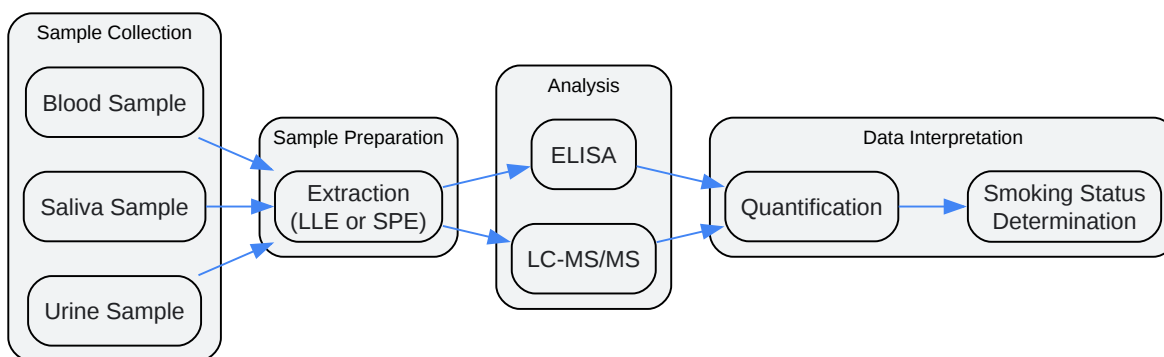 Sample Collection
Blood Sample
Saliva Sample
Urine Sample
Sample Preparation
Extraction
(LLE or SPE)
Analysis
ELISA
LC-MS/MS
Data Interpretation
Quantification
Smoking Status
Determination